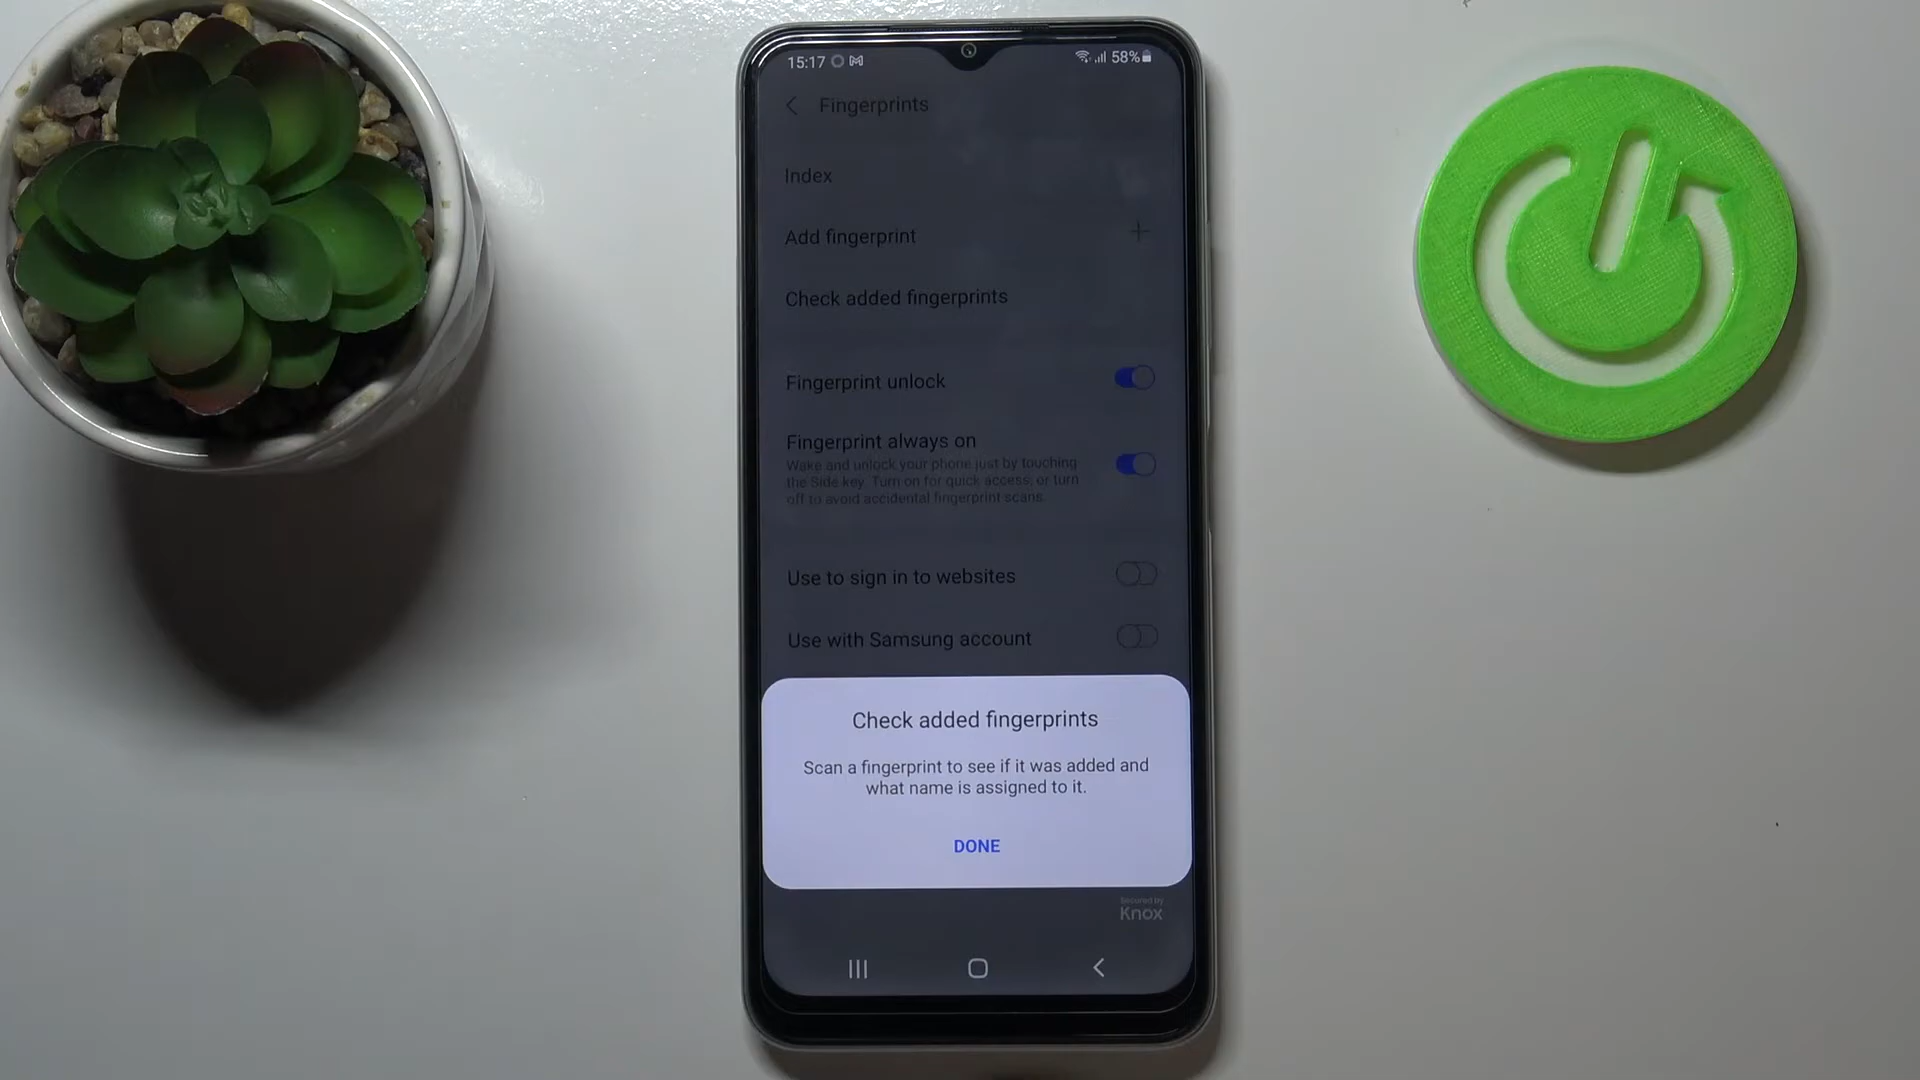 15:17
58%
Fingerprints
Index
Add fingerprint
Check added fingerprints
Fingerprint unlock
Fingerprint always on
Wake and unlock your phone just by touching
the Side key. Turn on for quick access, or turn
off to avoid accidental fingerprint scans.
Use to sign in to websites
Use with Samsung account
Check added fingerprints
Scan a fingerprint to see if it was added and
what name is assigned to it.
DONE
Secured by
Knox